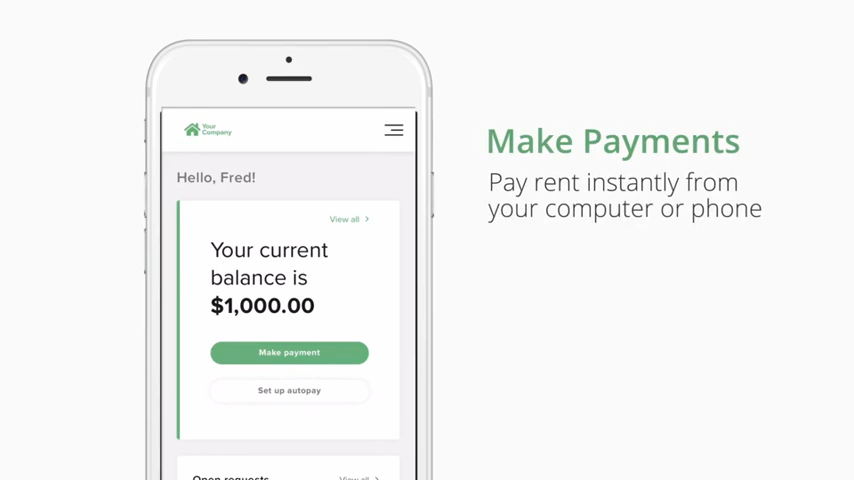 Your
Company
Hello, Fred!
View all >
Your current
balance is
$1,000.00
Make payment
Set up autopay
Open requests
View all >
Make Payments
Pay rent instantly from
your computer or phone